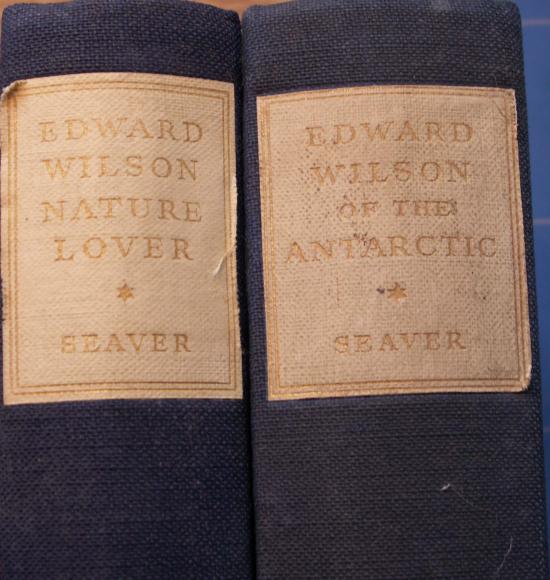 EDWARD
WILSON
NATURE
LOVER
SEAVER
EDWARD
WILSON
OF THE
ANTARCTIC
SEAVER